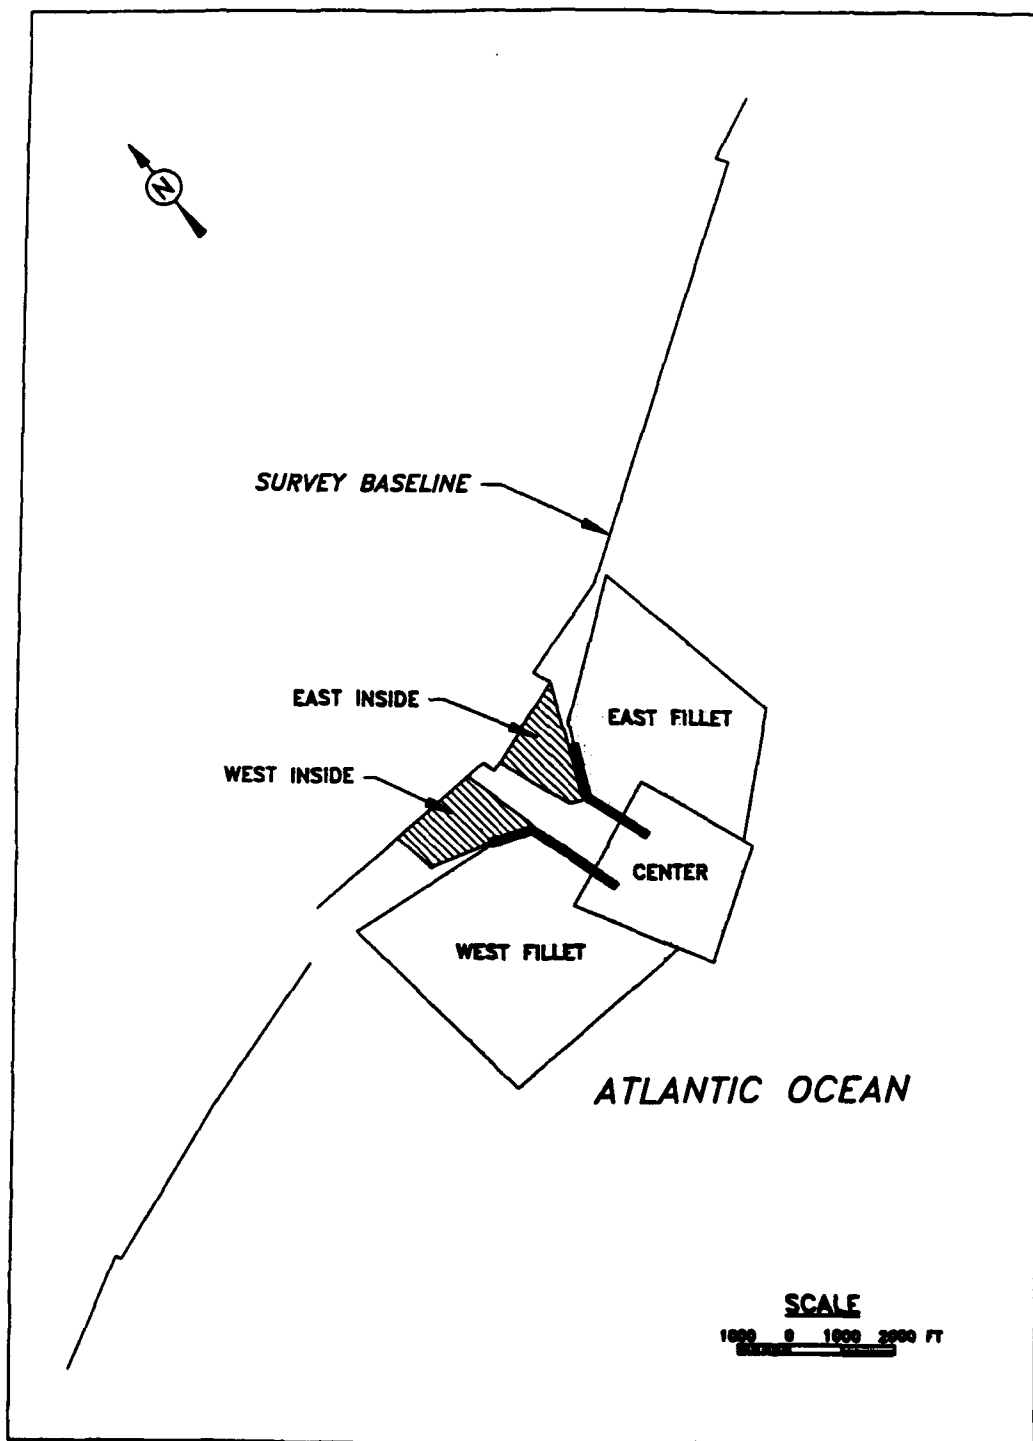 N
SURVEY BASELINE
EAST INSIDE
EAST FILLET
WEST INSIDE
CENTER
WEST FILLET
ATLANTIC OCEAN
SCALE
1000 0 1000 2000 FT